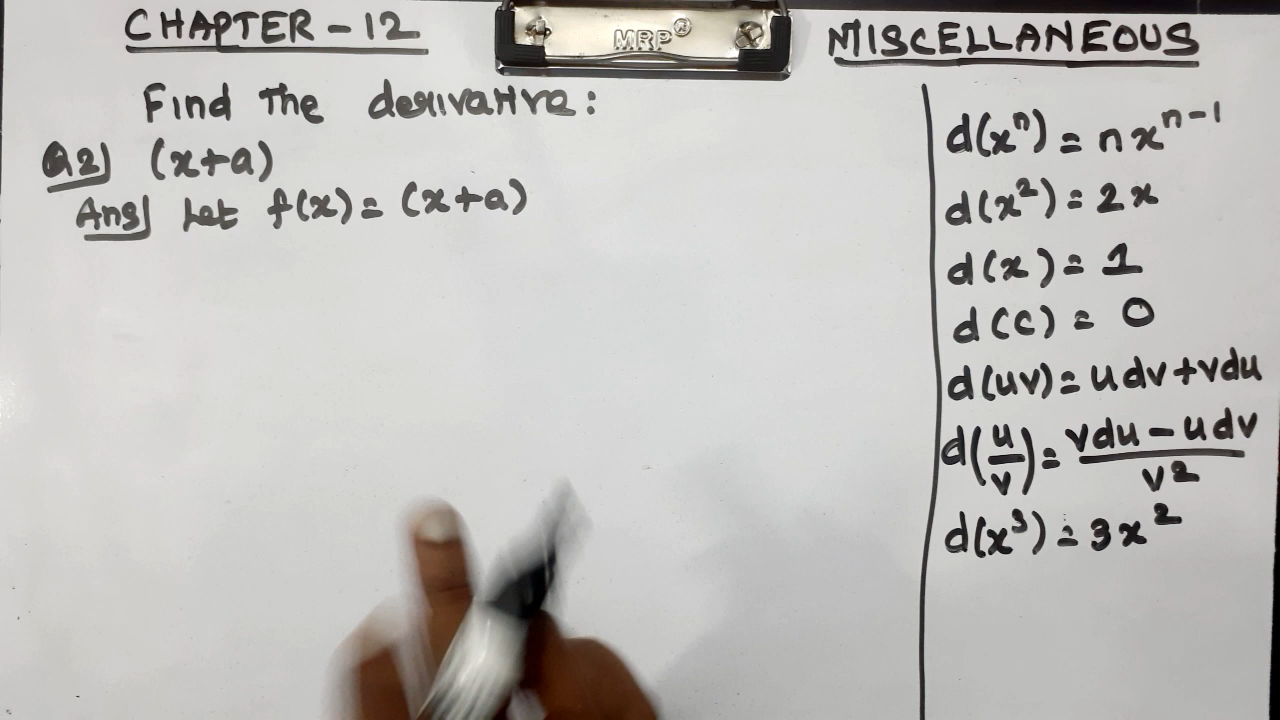 CHAPTER - 12
MRP®
MISCELLANEOUS
Find The derivative:
Q2) (x+a)
Ans) Let f(x) = (x+a)
d(xⁿ) = nxⁿ⁻¹
d(x²) = 2x
d(x) = 1
d(c) = 0
d(uv) = udv+vdu
d(u/v) = vdu - udv / v²
d(x³) = 3x²